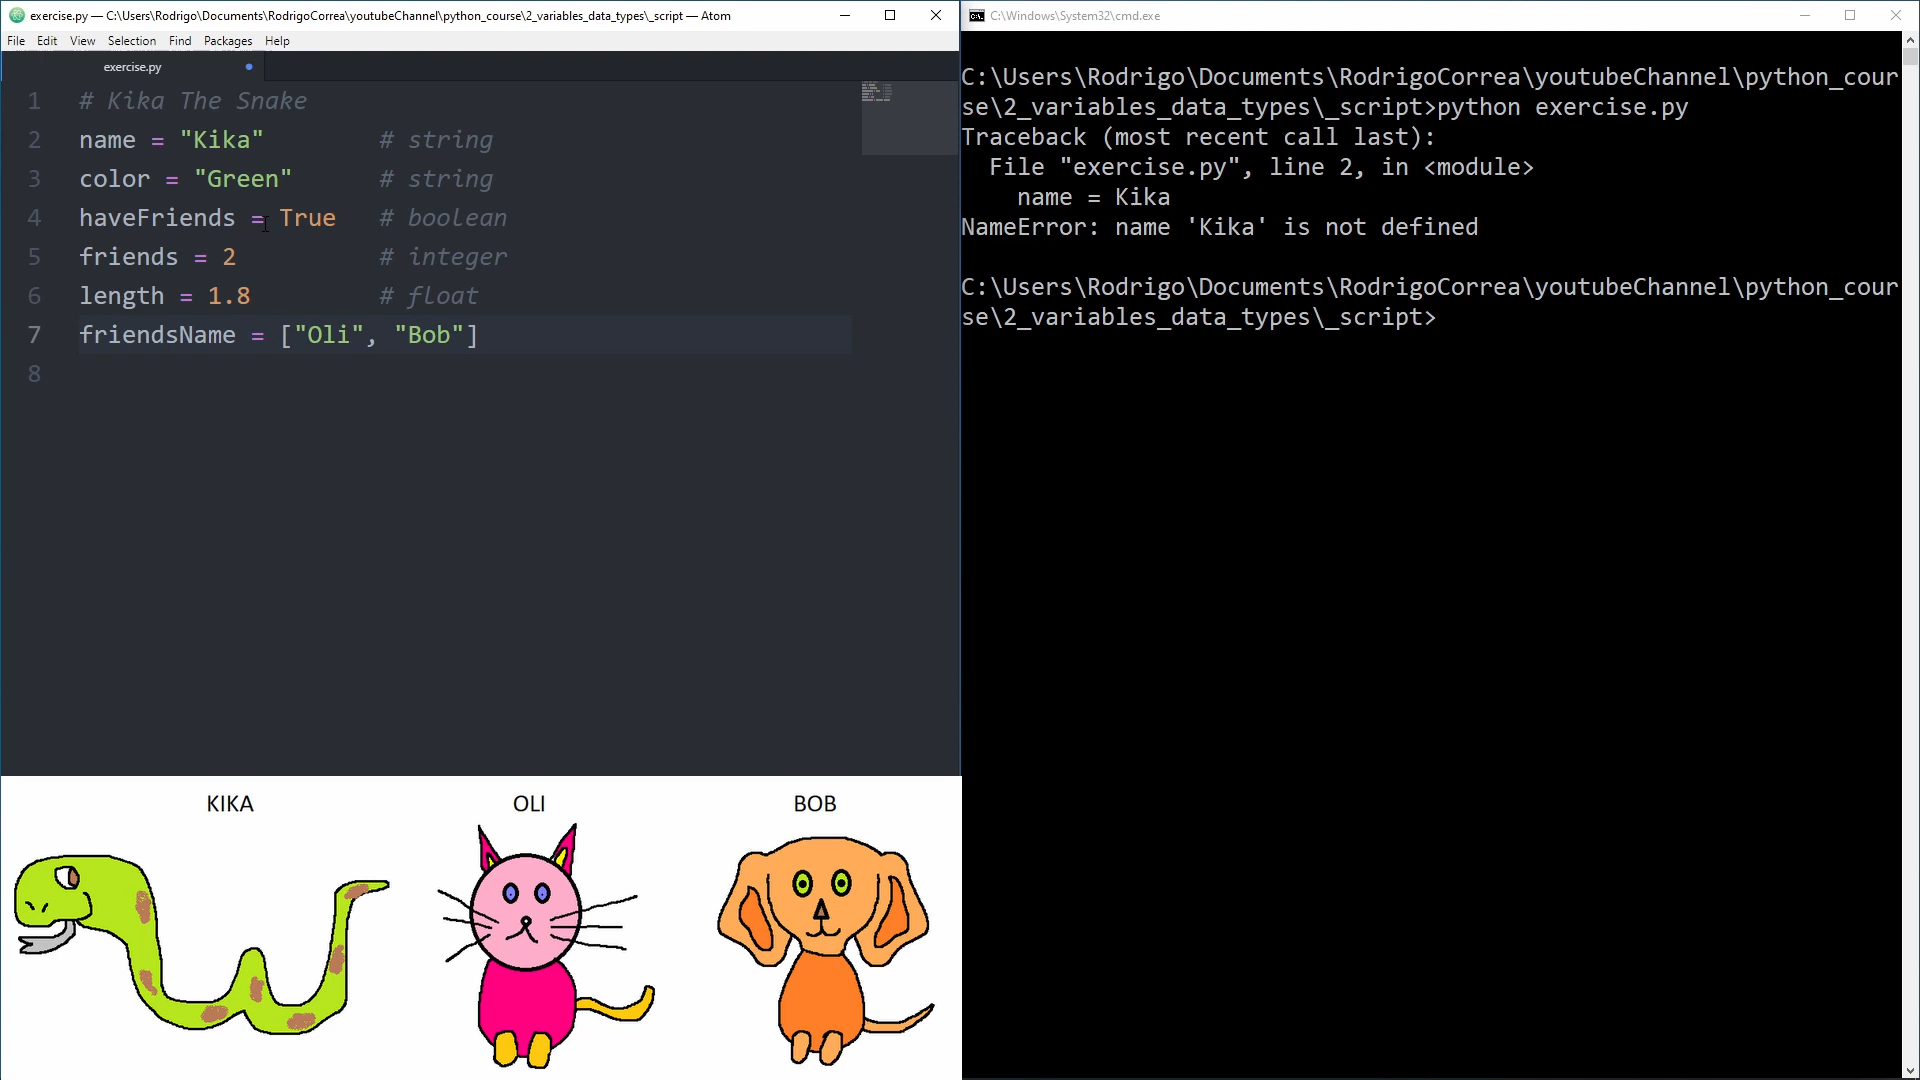 exercise.py — C:\Users\Rodrigo\Documents\RodrigoCorrea\youtubeChannel\python_course\2_variables_data_types\_script — Atom
File Edit View Selection Find Packages Help
exercise.py
1 # Kika The Snake
2 name = "Kika" # string
3 color = "Green" # string
4 haveFriends = True # boolean
5 friends = 2 # integer
6 length = 1.8 # float
7 friendsName = ["Oli", "Bob"]
8
KIKA OLI BOB
C:\Windows\System32\cmd.exe
C:\Users\Rodrigo\Documents\RodrigoCorrea\youtubeChannel\python_cour
se\2_variables_data_types\_script>python exercise.py
Traceback (most recent call last):
  File "exercise.py", line 2, in <module>
    name = Kika
NameError: name 'Kika' is not defined
C:\Users\Rodrigo\Documents\RodrigoCorrea\youtubeChannel\python_cour
se\2_variables_data_types\_script>